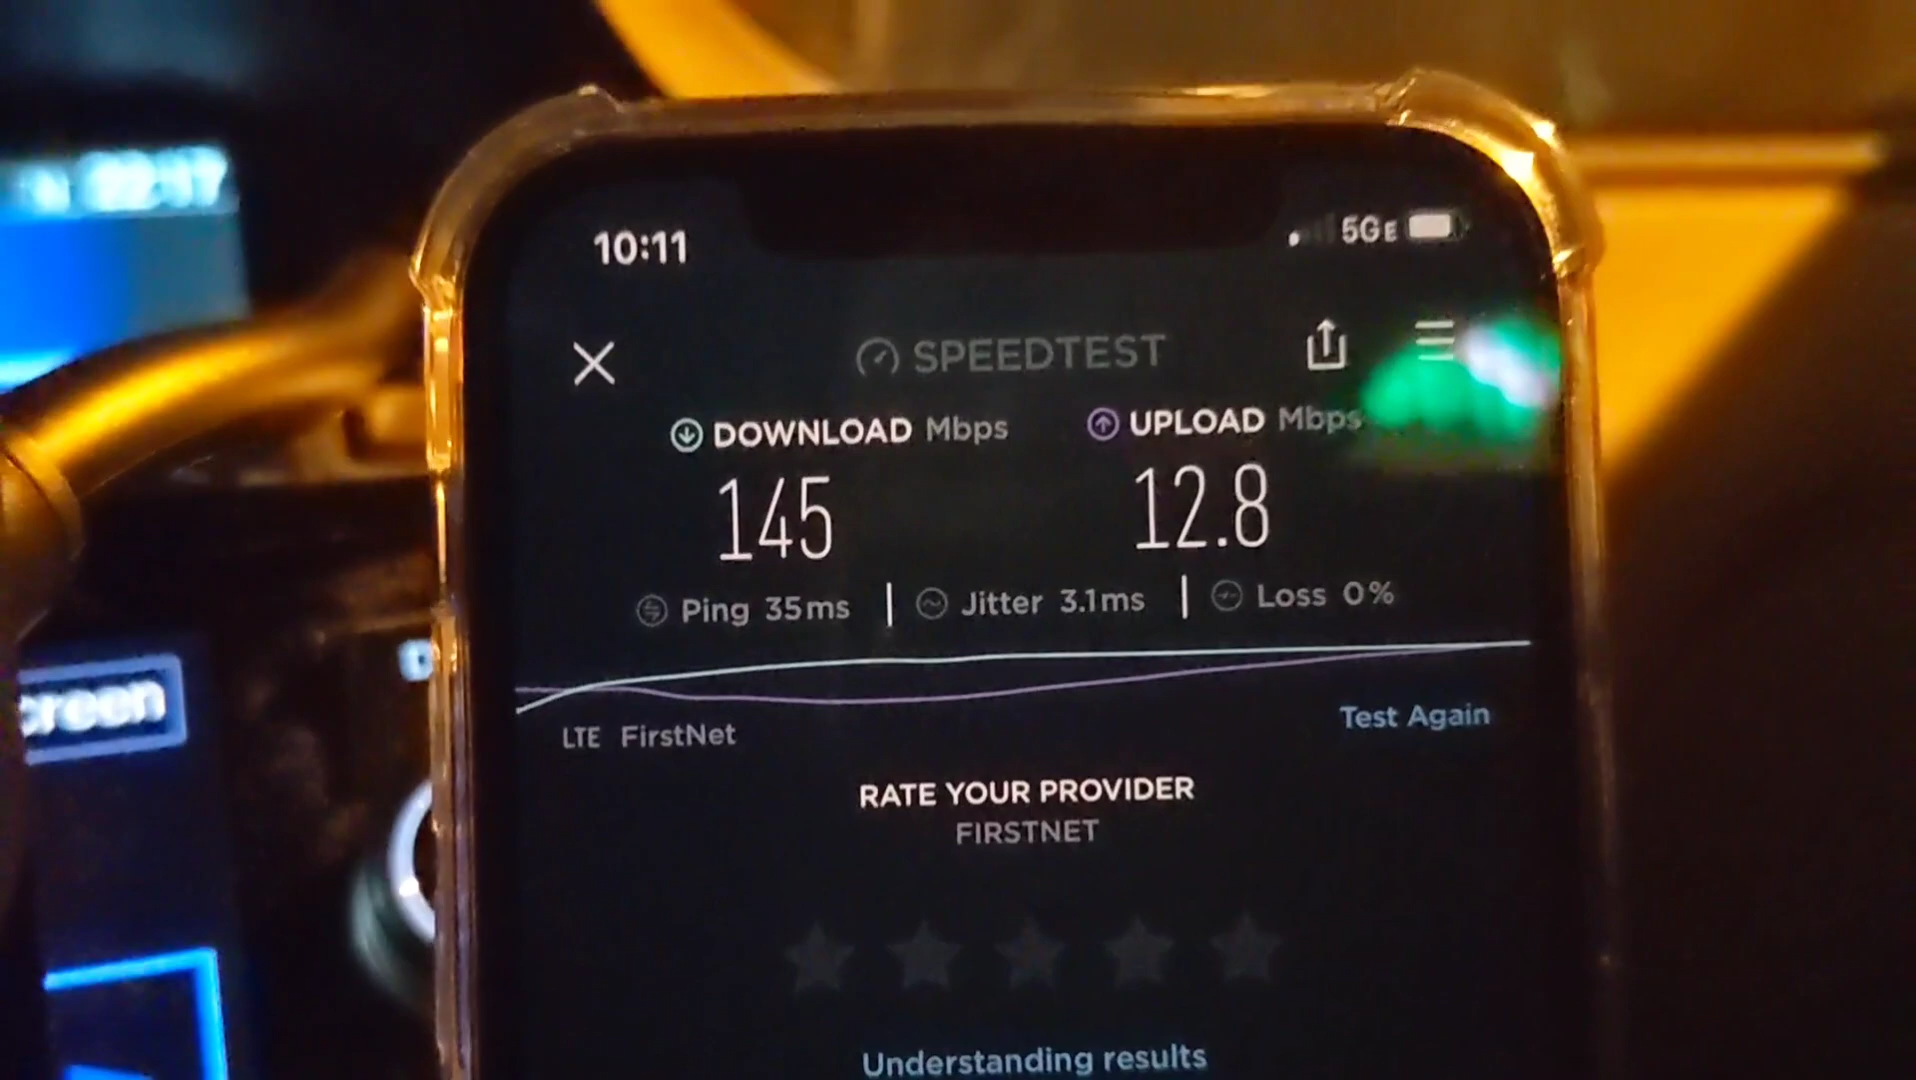 10:11
5GE
SPEEDTEST
DOWNLOAD Mbps
UPLOAD Mbps
145
12.8
Ping 35ms
Jitter 3.1ms
Loss 0%
LTE FirstNet
Test Again
RATE YOUR PROVIDER
FIRSTNET
Understanding results
creen